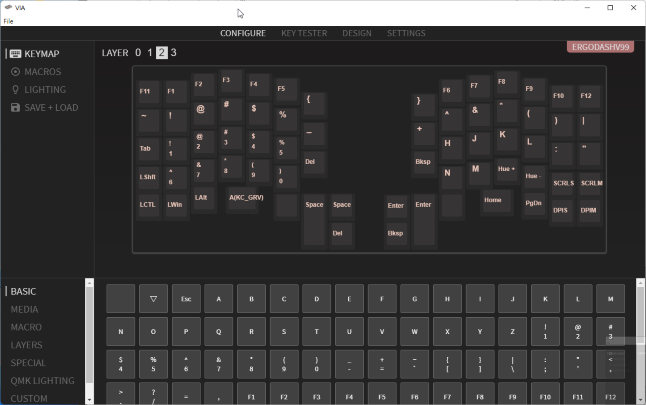 VIA
File
CONFIGURE KEY TESTER DESIGN SETTINGS
KEYMAP
MACROS
LIGHTING
SAVE + LOAD
LAYER 0 1 2 3
ERGODASHV99
F11 F1 F2 F3 F4 F5 F6 F7 F8 F9 F10 F12
~ ! @ # $ % { } ^ & * ( ) |
Tab ! 1 @ 2 # 3 $ 4 % 5 _ + H J K L : "
LShft ^ 6 & 7 * 8 ( 9 ) 0 Del Bksp N M Hue + Hue - SCRLS SCRLM
LCTL LWin LAlt A(KC_GRV) Space Space Enter Enter Home PgDn DPIS DPIM
Del Bksp
BASIC
MEDIA
MACRO
LAYERS
SPECIAL
QMK LIGHTING
CUSTOM
▽ Esc A B C D E F G H I J K L M
N O P Q R S T U V W X Y Z ! 1 @ 2 # 3
$ 4 % 5 ^ 6 & 7 * 8 ( 9 ) 0 _ - + = ~ ` { [ } ] | \ : ; " ' < ,
> . ? / = , F1 F2 F3 F4 F5 F6 F7 F8 F9 F10 F11 F12